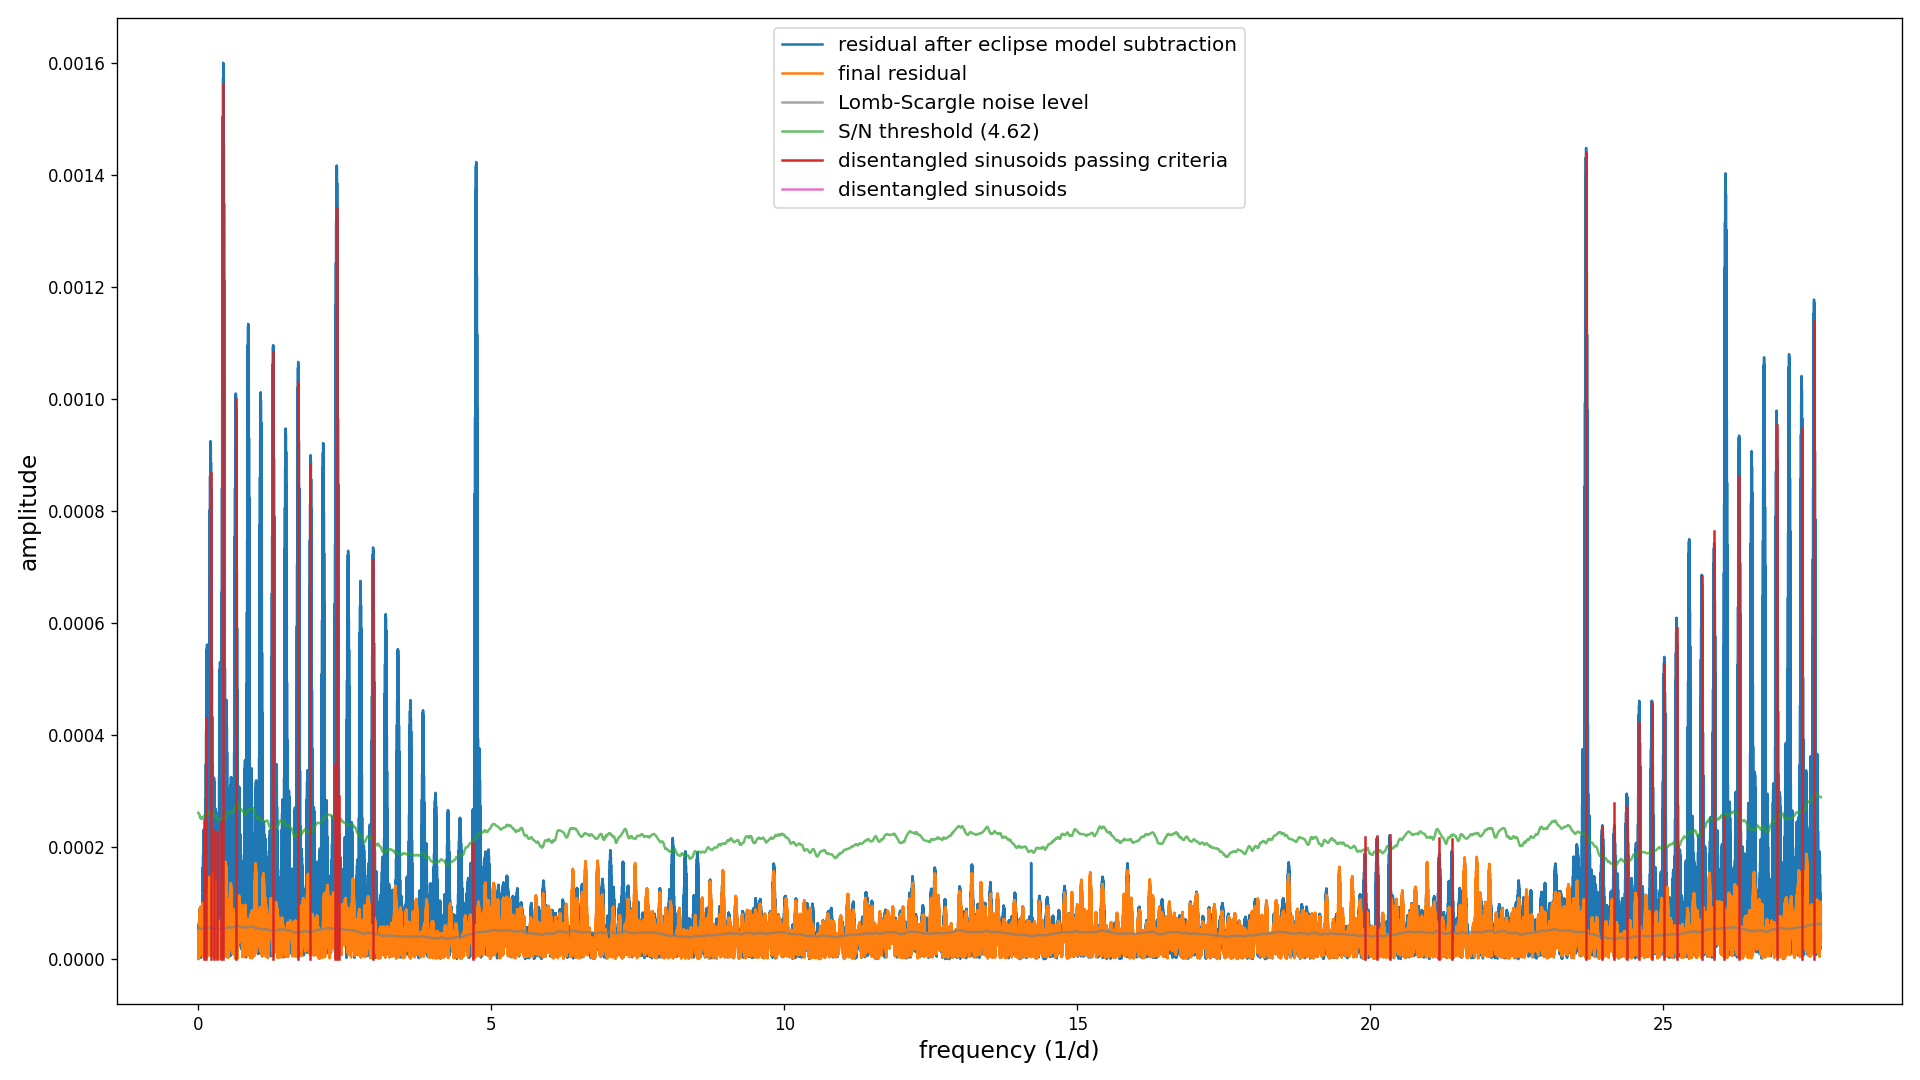 residual after eclipse model subtraction
final residual
Lomb-Scargle noise level
S/N threshold (4.62)
disentangled sinusoids passing criteria
disentangled sinusoids
0.0016
0.0014
0.0012
0.0010
0.0008
0.0006
0.0004
0.0002
0.0000
amplitude
0 5 10 15 20 25
frequency (1/d)